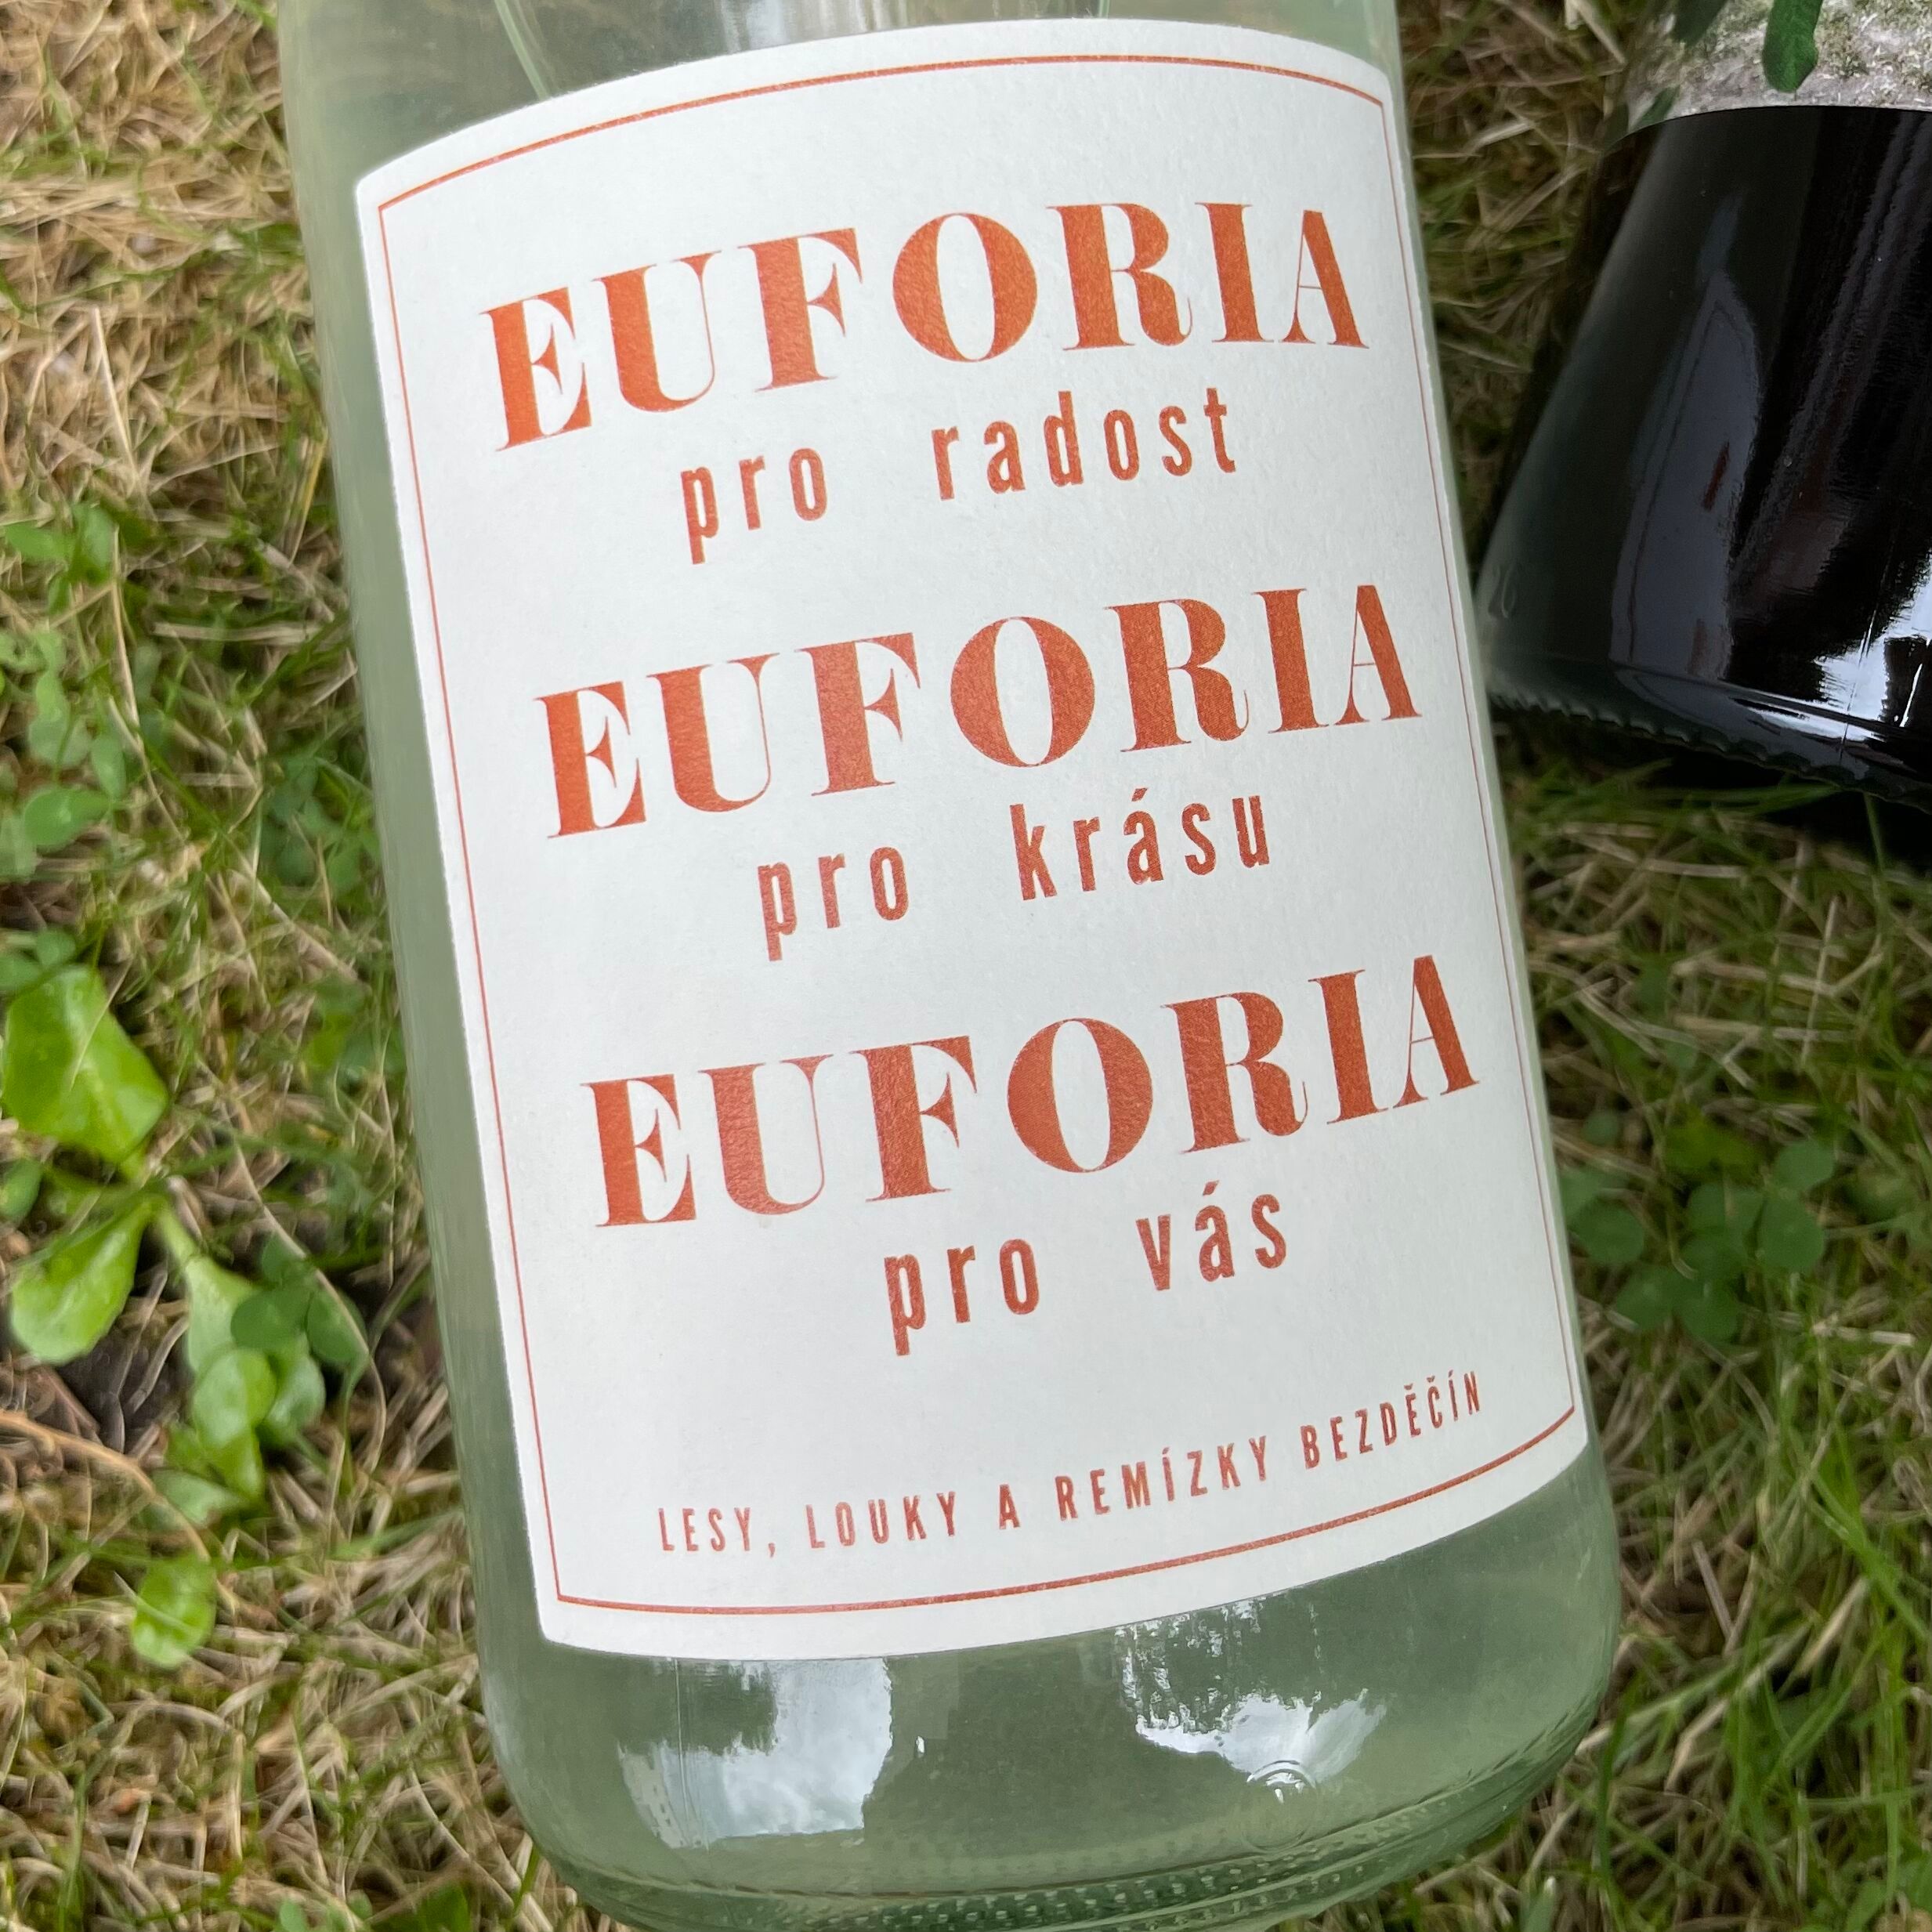 EUFORIA
pro radost
EUFORIA
pro krásu
EUFORIA
pro vás
LESY, LOUKY A REMÍZKY BEZDĚČÍN